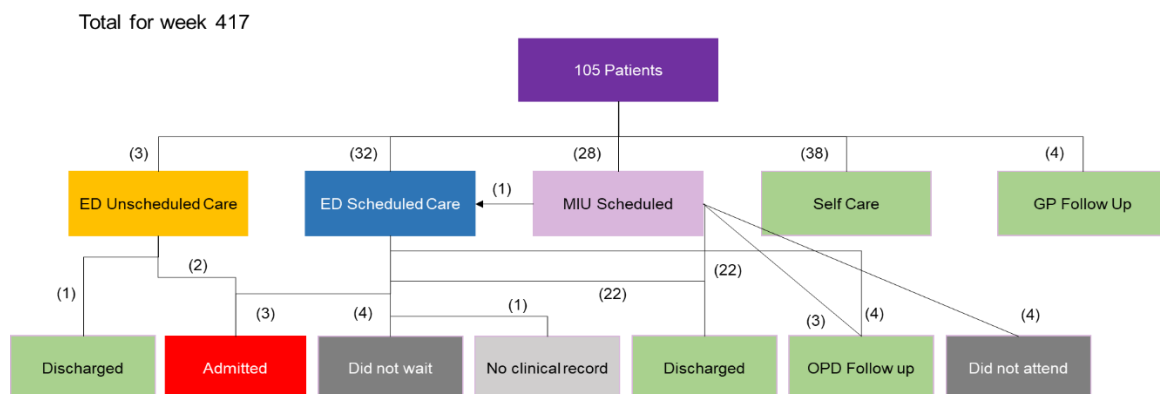 Total for week 417
105 Patients
(3)
(32)
(28)
(38)
(4)
ED Unscheduled Care
ED Scheduled Care
(1)
MIU Scheduled
Self Care
GP Follow Up
(2)
(22)
(1)
(3)
(4)
(22)
(1)
(3)
(4)
(4)
Discharged
Admitted
Did not wait
No clinical record
Discharged
OPD Follow up
Did not attend